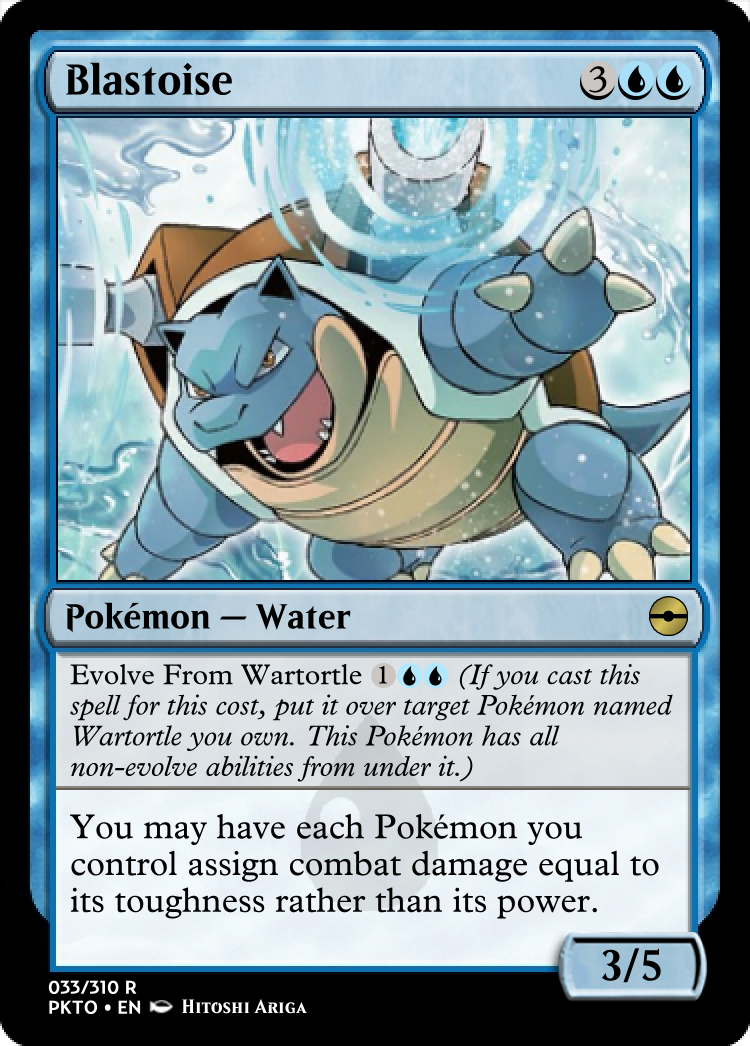 Blastoise 3
Pokémon — Water
Evolve From Wartortle 1 (If you cast this
spell for this cost, put it over target Pokémon named
Wartortle you own. This Pokémon has all
non-evolve abilities from under it.)
You may have each Pokémon you
control assign combat damage equal to
its toughness rather than its power.
3/5
033/310 R
PKTO • EN Hitoshi Ariga